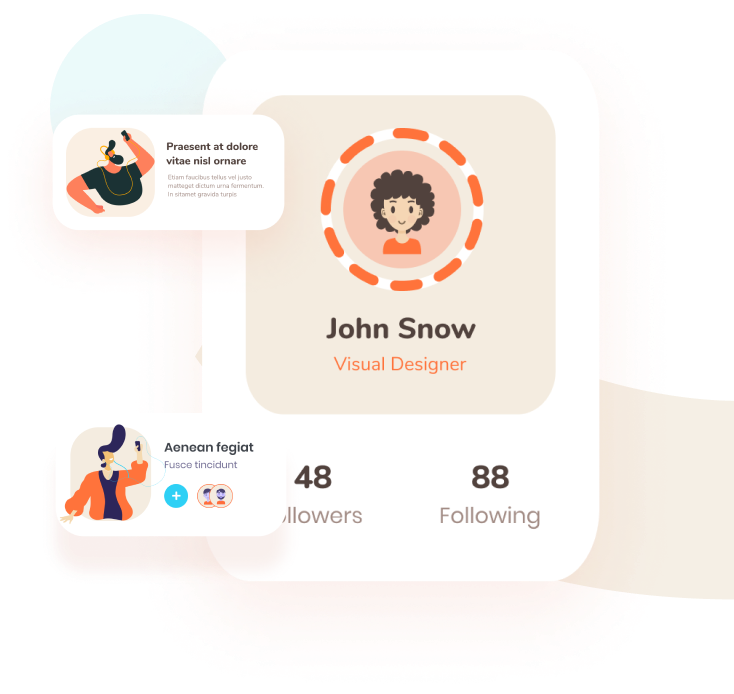 Praesent at dolore
vitae nisl ornare
Etiam faucibus tellus vel justo
matteget dictum urna fermentum.
In sitamet gravida turpis
John Snow
Visual Designer
Aenean fegiat
Fusce tincidunt
+
48
88
llowers
Following